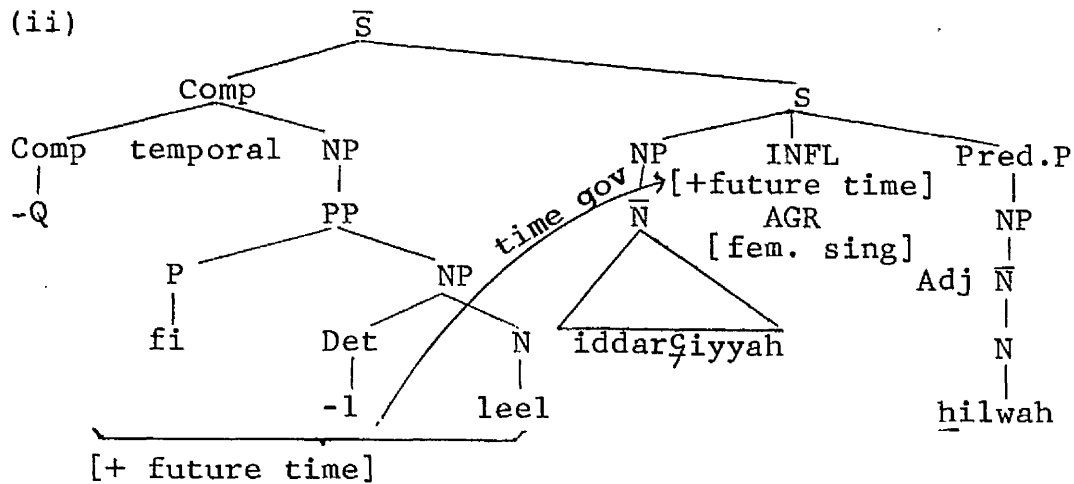 (ii)
S̄
Comp S
Comp temporal NP NP INFL Pred.P
-Q PP time gov [+future time] NP
N̄ AGR
P NP [fem. sing] Adj N̄
fi Det N iddarʕiyyah N
-l leel ẖilwah
[+ future time]